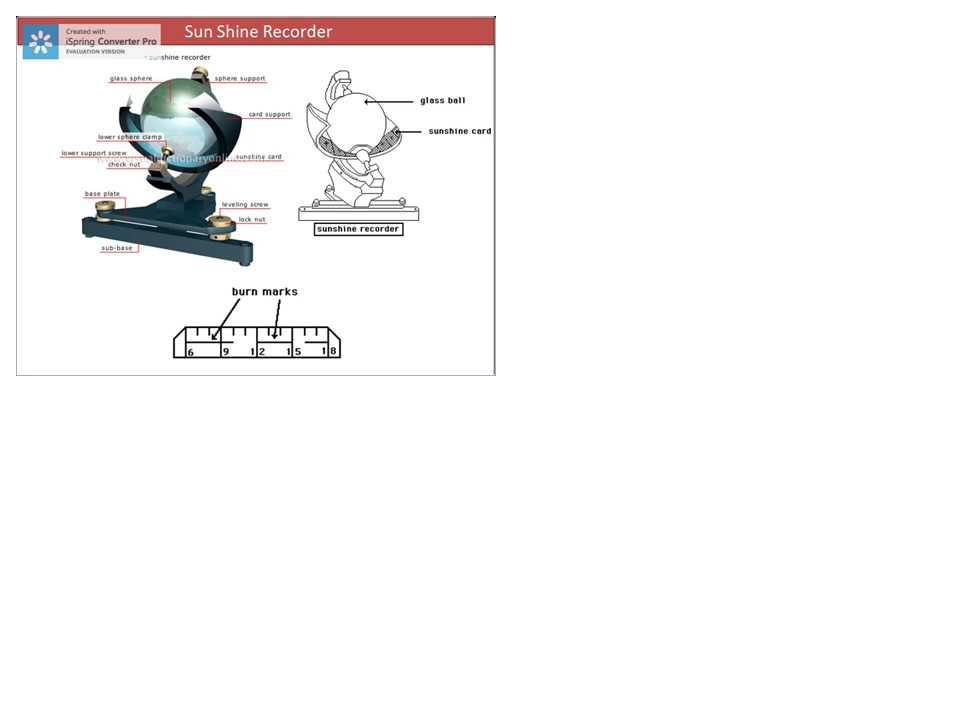 Sun Shine Recorder
Created with
iSpring Converter Pro
EVALUATION VERSION
sunshine recorder
glass sphere
sphere support
card support
lower sphere clamp
lower support screw
sunshine card
check nut
base plate
leveling screw
lock nut
sub-base
glass ball
sunshine card
sunshine recorder
burn marks
6 9 12 15 18